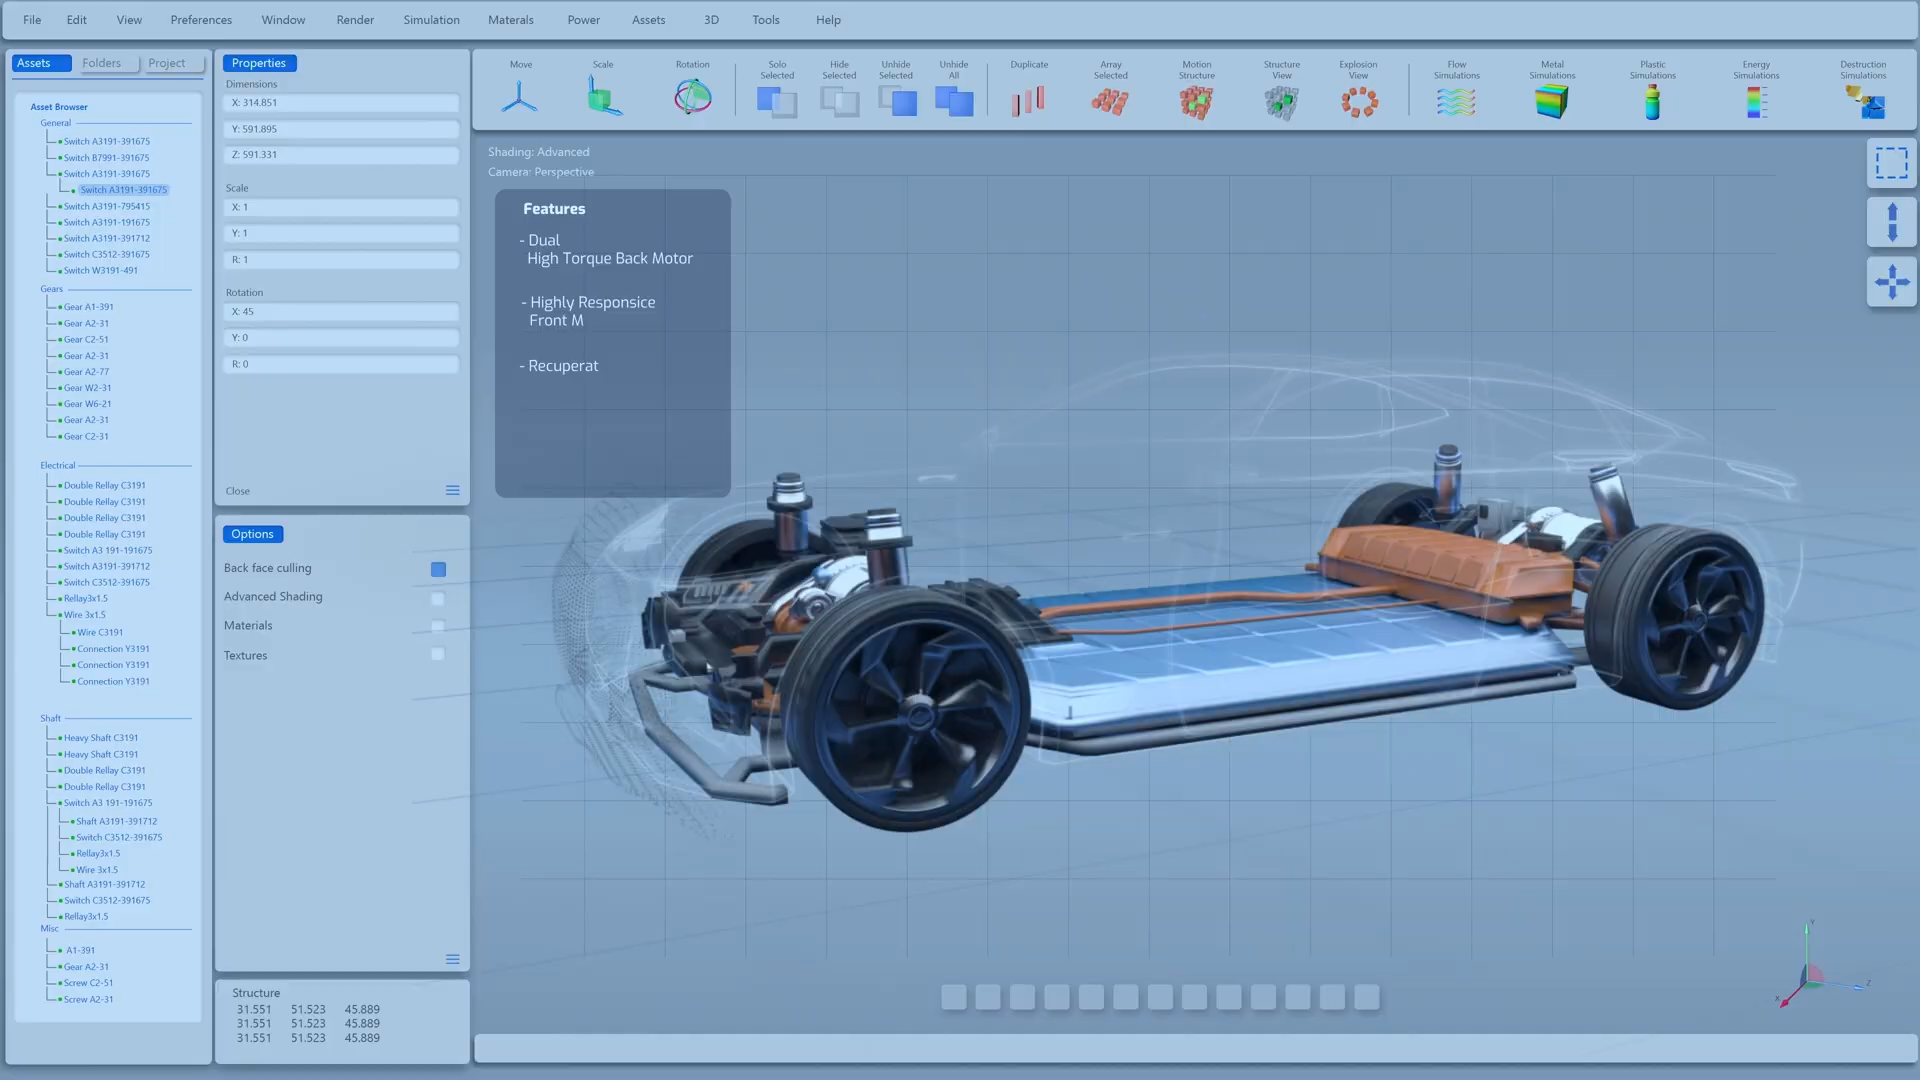 File Edit View Preferences Window Render Simulation Materals Power Assets 3D Tools Help
Assets Folders Project
Asset Browser
General
Switch A3191-391675
Switch B7991-391675
Switch A3191-391675
Switch A3191-391675
Switch A3191-795415
Switch A3191-191675
Switch A3191-391712
Switch C3512-391675
Switch W3191-491
Gears
Gear A1-391
Gear A2-31
Gear C2-51
Gear A2-31
Gear A2-77
Gear W2-31
Gear W6-21
Gear A2-31
Gear C2-31
Electrical
Double Rellay C3191
Double Rellay C3191
Double Rellay C3191
Double Rellay C3191
Switch A3 191-191675
Switch A3191-391712
Switch C3512-391675
Rellay3x1.5
Wire 3x1.5
Wire C3191
Connection Y3191
Connection Y3191
Connection Y3191
Shaft
Heavy Shaft C3191
Heavy Shaft C3191
Double Rellay C3191
Double Rellay C3191
Switch A3 191-191675
Shaft A3191-391712
Switch C3512-391675
Rellay3x1.5
Wire 3x1.5
Shaft A3191-391712
Switch C3512-391675
Rellay3x1.5
Misc
A1-391
Gear A2-31
Screw C2-51
Screw A2-31
Properties
Dimensions
X: 314.851
Y: 591.895
Z: 591.331
Scale
X: 1
Y: 1
R: 1
Rotation
X: 45
Y: 0
R: 0
Close
Options
Back face culling
Advanced Shading
Materials
Textures
Structure
31.551 51.523 45.889
31.551 51.523 45.889
31.551 51.523 45.889
Move
Scale
Rotation
Solo
Selected
Hide
Selected
Unhide
Selected
Unhide
All
Duplicate
Array
Selected
Motion
Structure
Structure
View
Explosion
View
Flow
Simulations
Metal
Simulations
Plastic
Simulations
Energy
Simulations
Destruction
Simulations
Shading: Advanced
Camera: Perspective
Features
- Dual
High Torque Back Motor
- Highly Responsice
Front M
- Recuperat
Y
Z
X